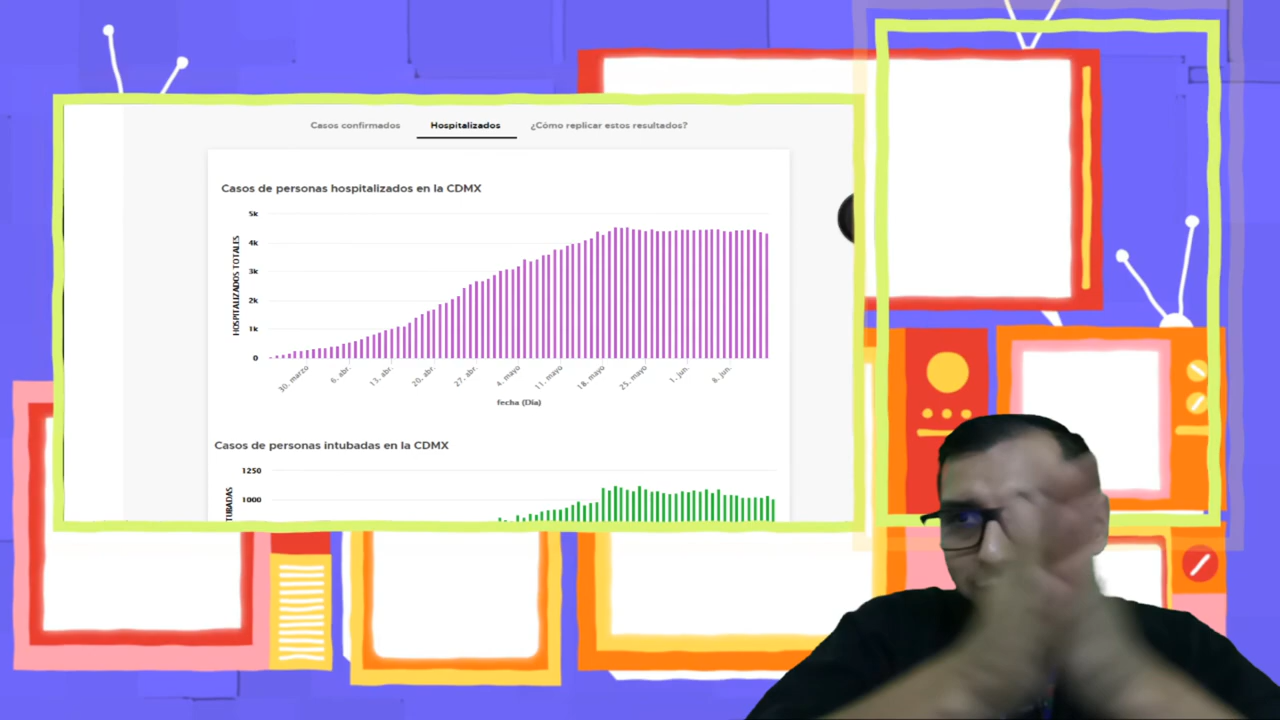 Casos confirmados Hospitalizados ¿Cómo replicar estos resultados?
Casos de personas hospitalizados en la CDMX
HOSPITALIZADOS TOTALES
5k
4k
3k
2k
1k
0
30. marzo 6. abr. 13. abr. 20. abr. 27. abr. 4. mayo 11. mayo 18. mayo 25. mayo 1. jun. 8. jun.
fecha (Día)
Casos de personas intubadas en la CDMX
1250
1000